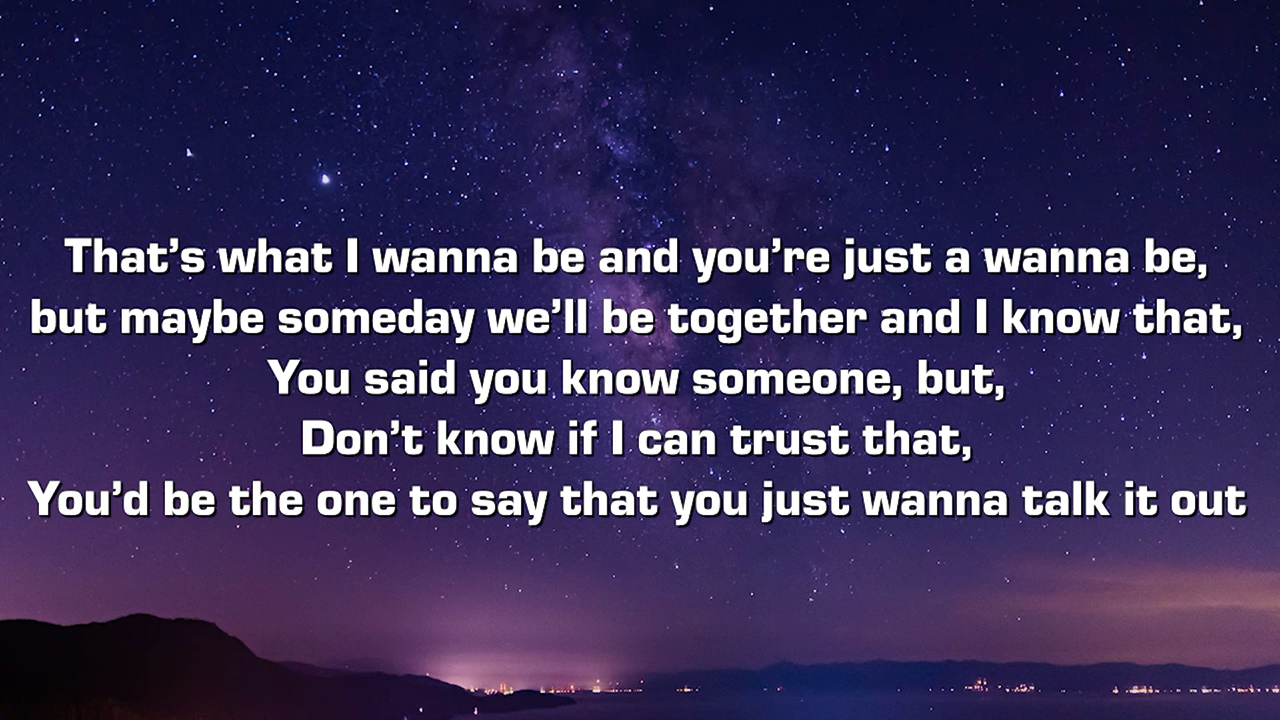 That’s what I wanna be and you’re just a wanna be,
but maybe someday we’ll be together and I know that,
You said you know someone, but,
Don’t know if I can trust that,
You’d be the one to say that you just wanna talk it out